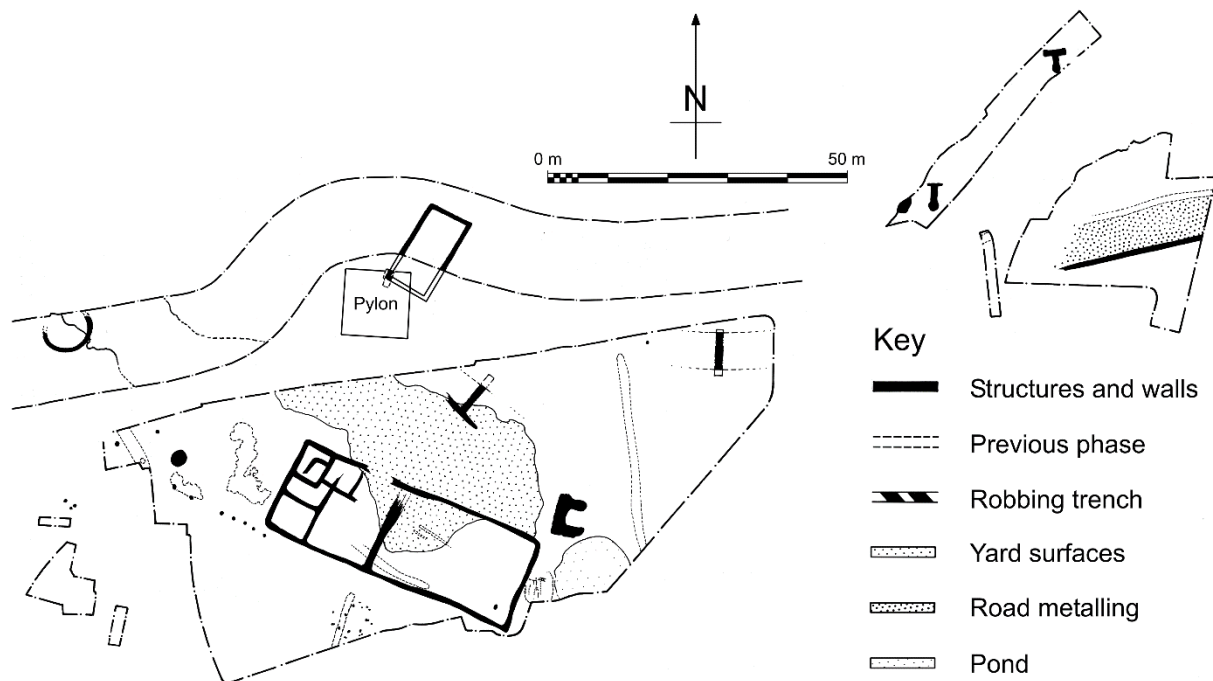 N
0 m 50 m
Pylon
Key
Structures and walls
Previous phase
Robbing trench
Yard surfaces
Road metalling
Pond